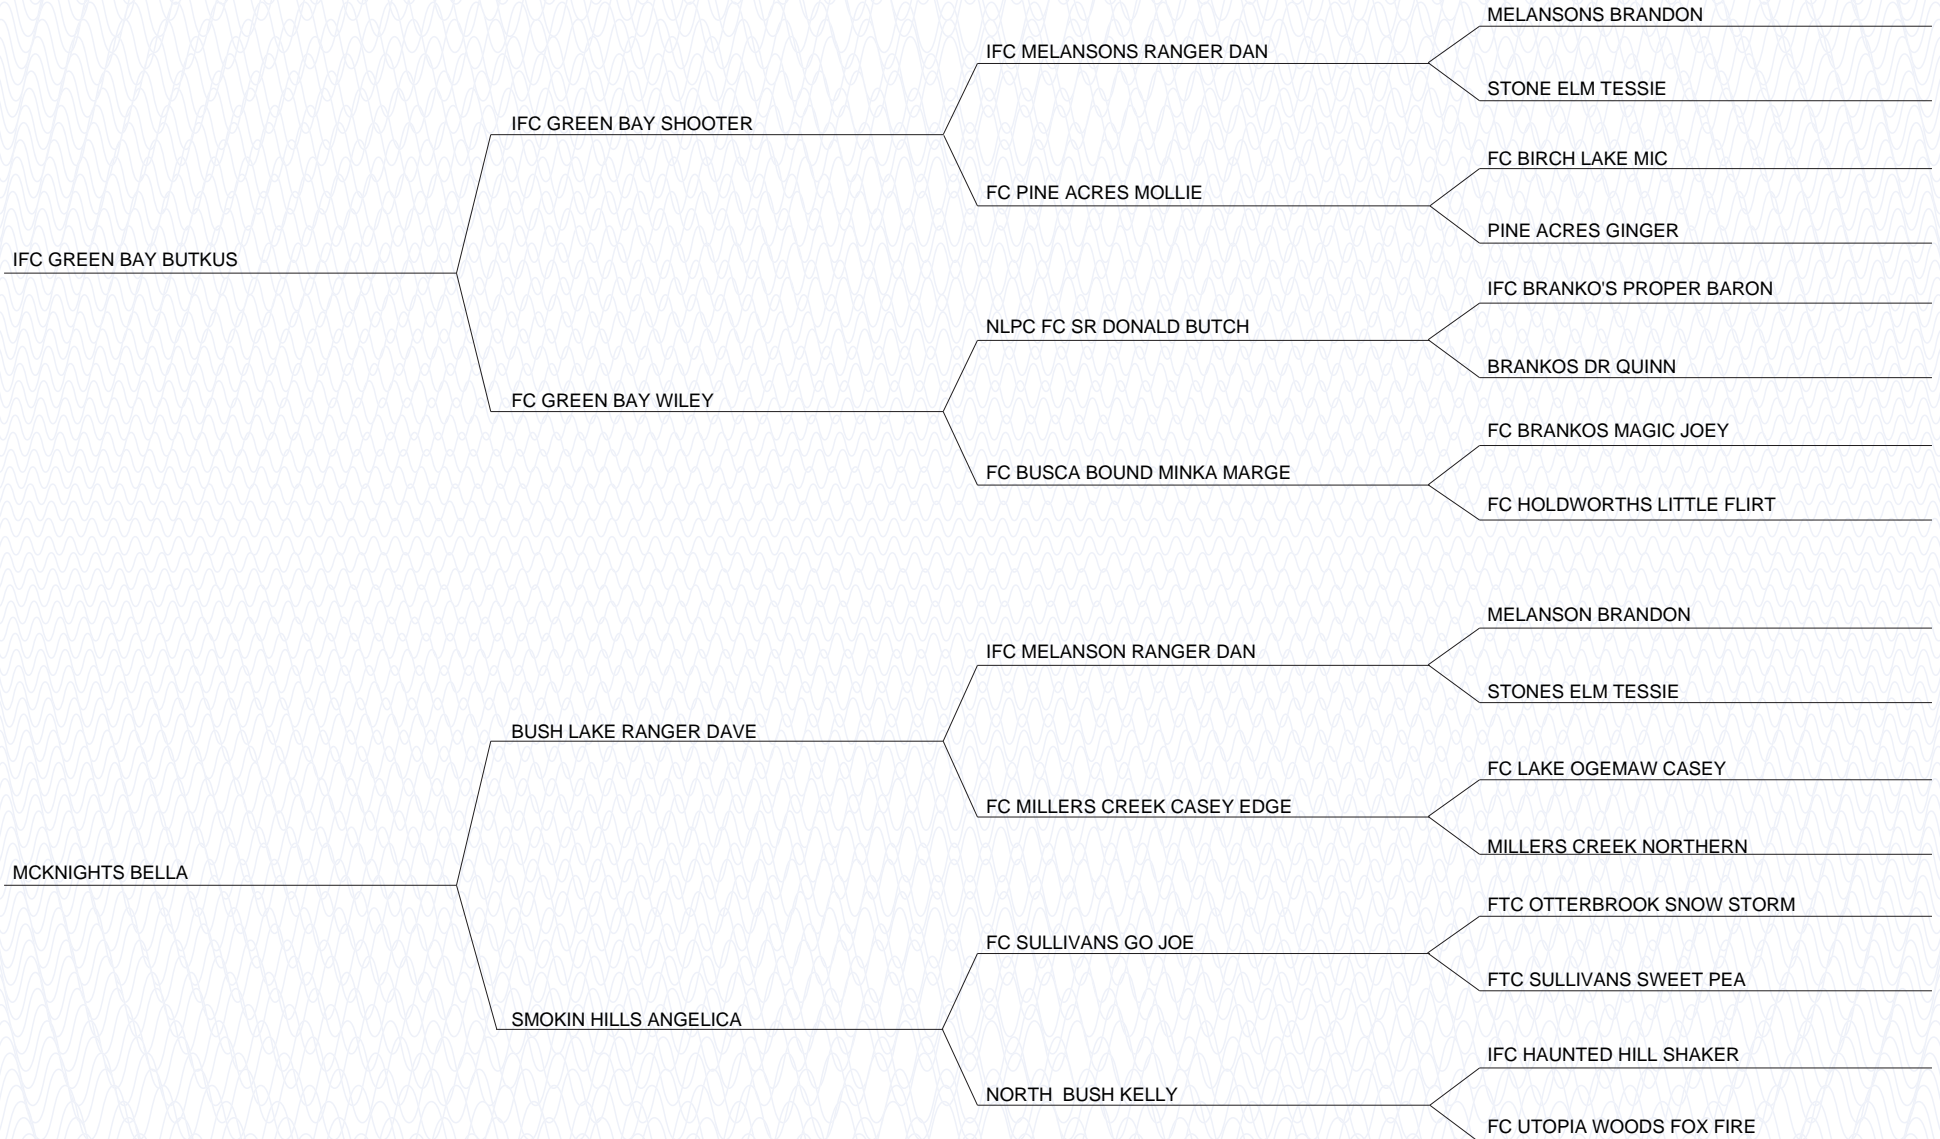 MELANSONS BRANDON
IFC MELANSONS RANGER DAN
STONE ELM TESSIE
IFC GREEN BAY SHOOTER
FC BIRCH LAKE MIC
FC PINE ACRES MOLLIE
PINE ACRES GINGER
IFC GREEN BAY BUTKUS
IFC BRANKO'S PROPER BARON
NLPC FC SR DONALD BUTCH
BRANKOS DR QUINN
FC GREEN BAY WILEY
FC BRANKOS MAGIC JOEY
FC BUSCA BOUND MINKA MARGE
FC HOLDWORTHS LITTLE FLIRT
MELANSON BRANDON
IFC MELANSON RANGER DAN
STONES ELM TESSIE
BUSH LAKE RANGER DAVE
FC LAKE OGEMAW CASEY
FC MILLERS CREEK CASEY EDGE
MILLERS CREEK NORTHERN
MCKNIGHTS BELLA
FTC OTTERBROOK SNOW STORM
FC SULLIVANS GO JOE
FTC SULLIVANS SWEET PEA
SMOKIN HILLS ANGELICA
IFC HAUNTED HILL SHAKER
NORTH  BUSH KELLY
FC UTOPIA WOODS FOX FIRE